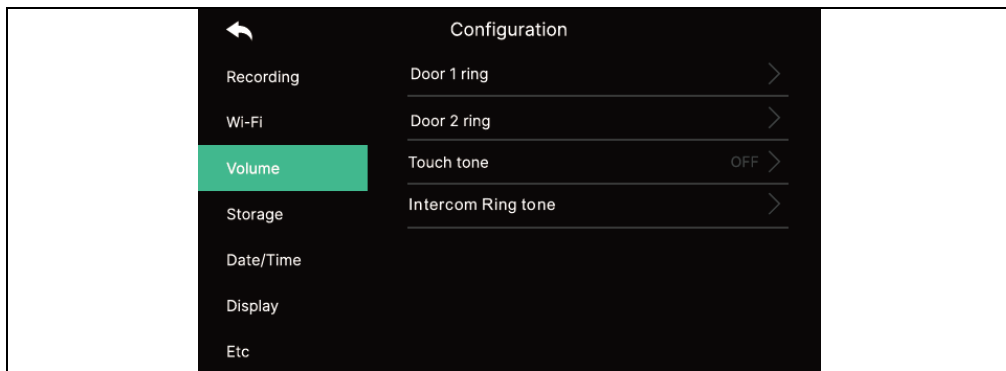 Configuration
Recording
Wi-Fi
Volume
Storage
Date/Time
Display
Etc
Door 1 ring
Door 2 ring
Touch tone OFF
Intercom Ring tone